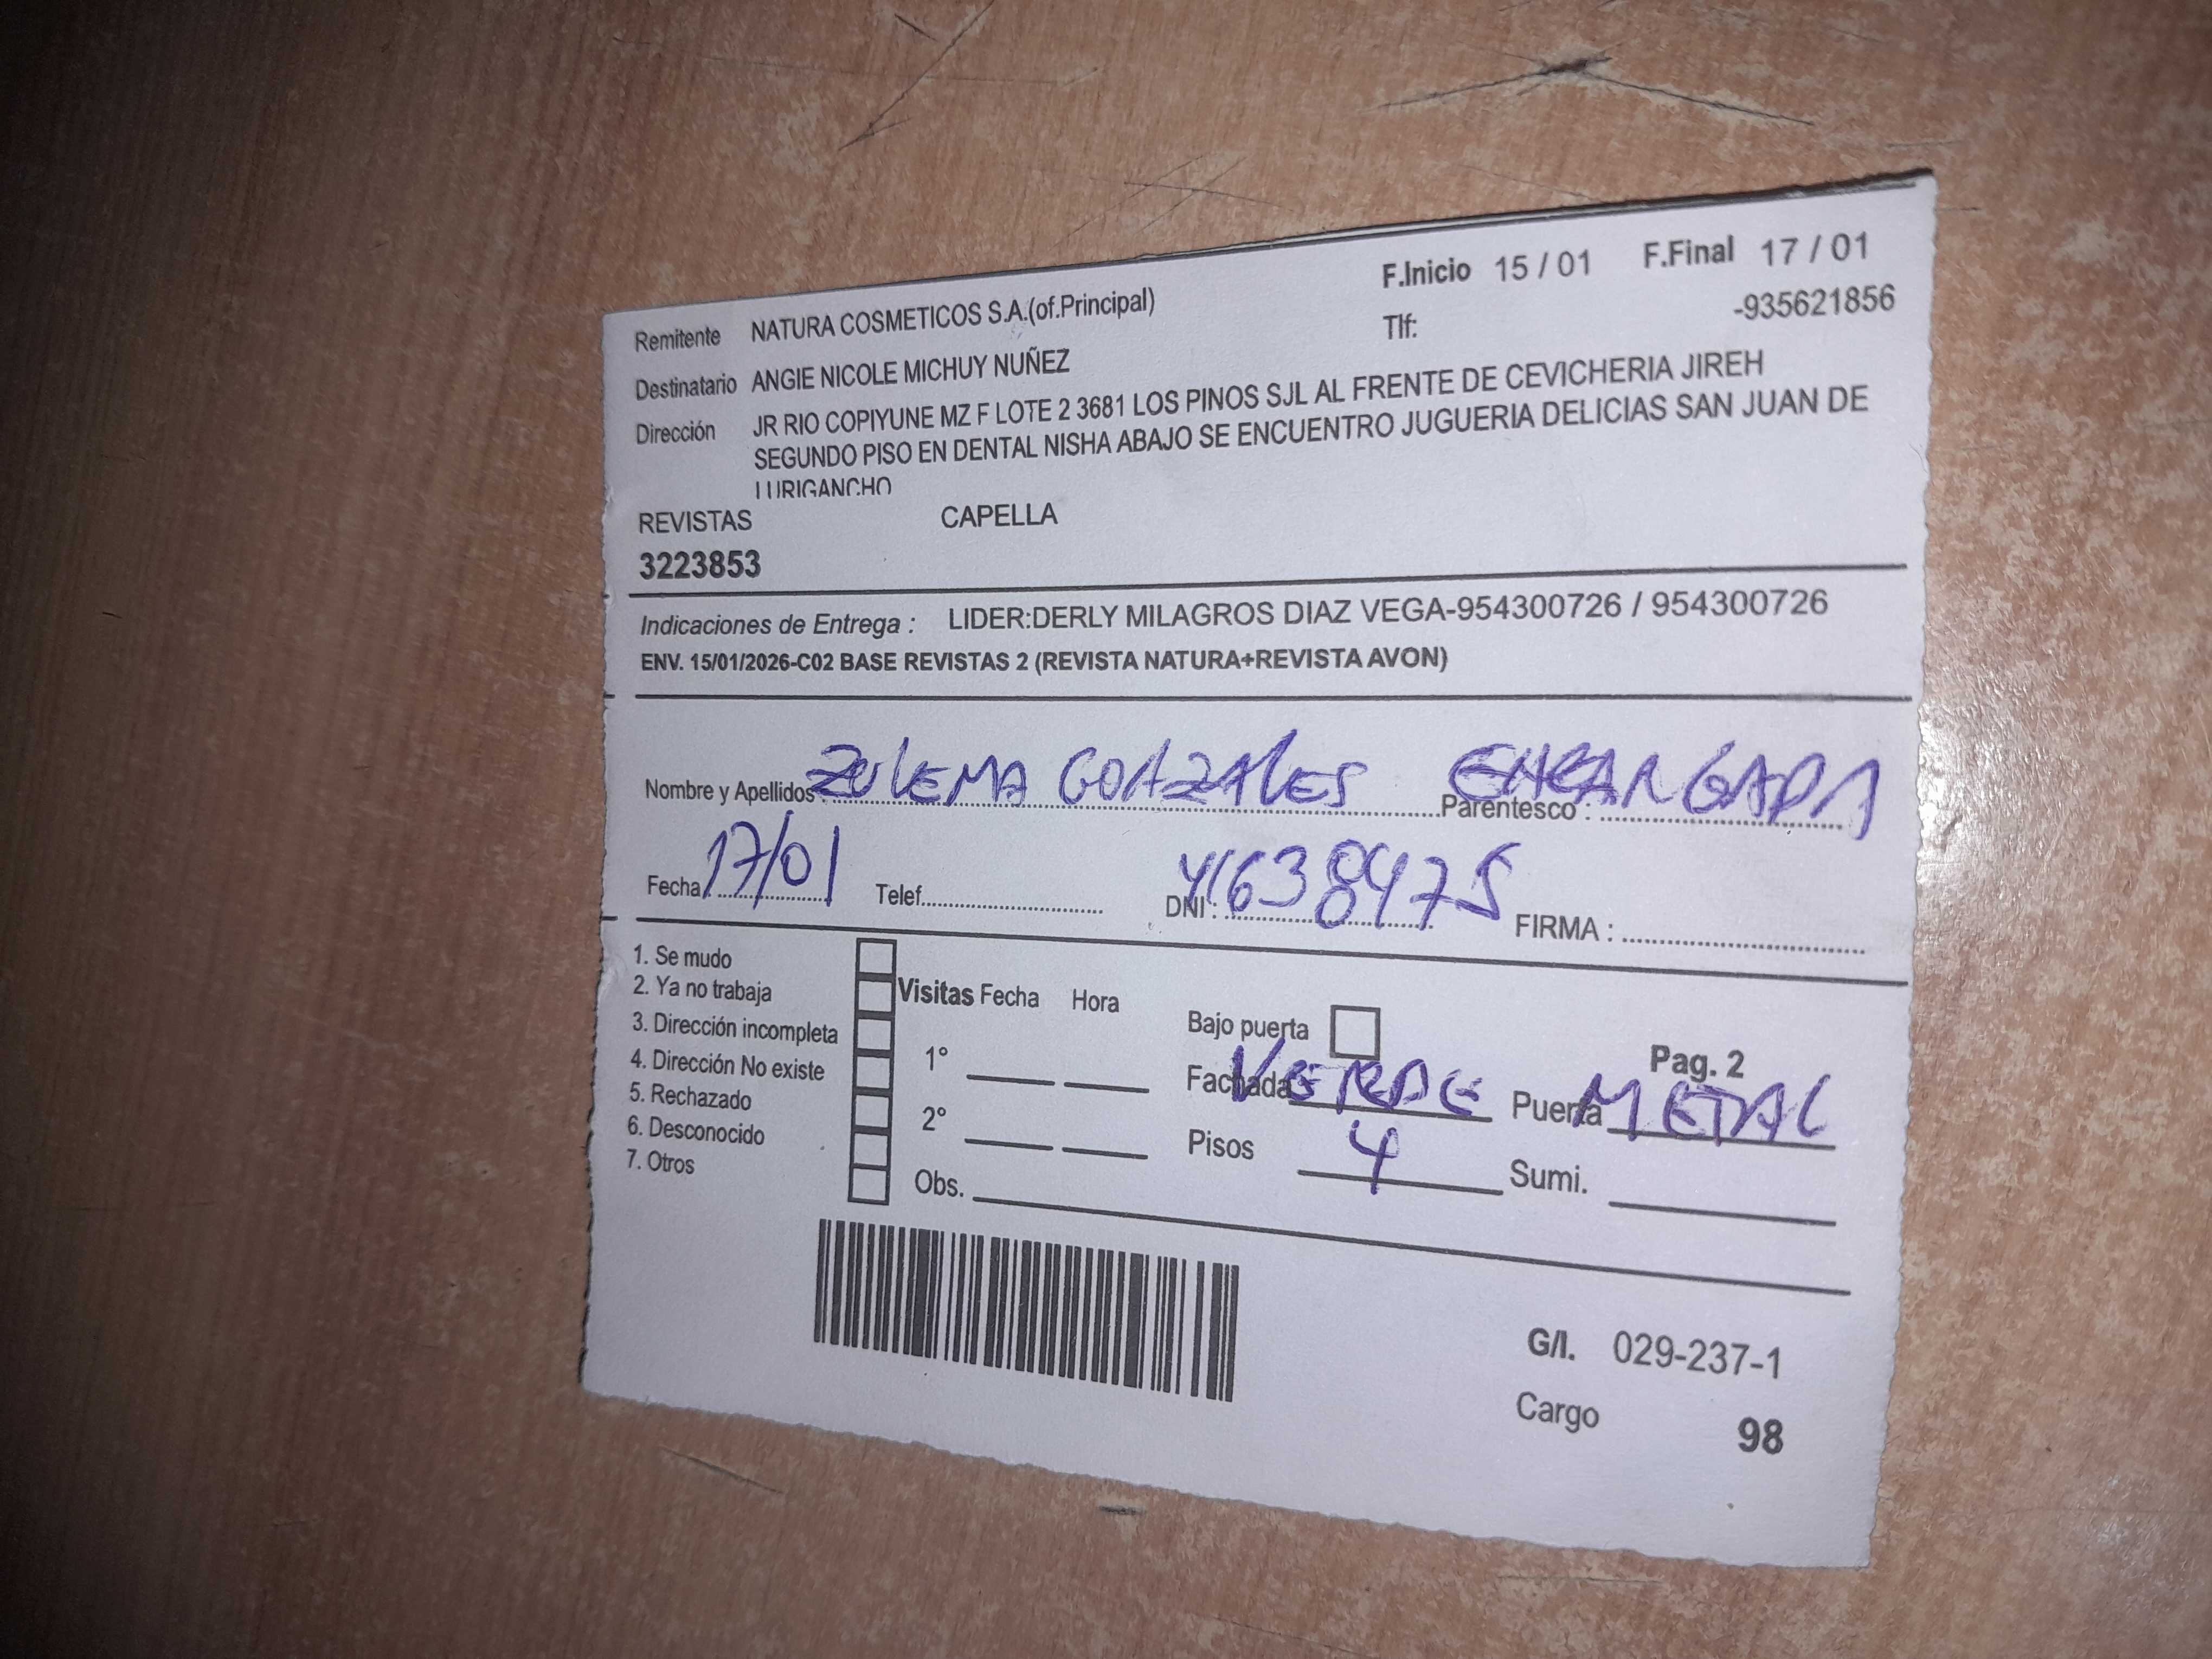 F.Inicio 15 / 01 F.Final 17 / 01
Remitente NATURA COSMETICOS S.A.(of.Principal)
Tlf: -935621856
Destinatario ANGIE NICOLE MICHUY NUÑEZ
Dirección JR RIO COPIYUNE MZ F LOTE 2 3681 LOS PINOS SJL AL FRENTE DE CEVICHERIA JIREH
SEGUNDO PISO EN DENTAL NISHA ABAJO SE ENCUENTRO JUGUERIA DELICIAS SAN JUAN DE
LURIGANCHO
REVISTAS CAPELLA
3223853
Indicaciones de Entrega : LIDER:DERLY MILAGROS DIAZ VEGA-954300726 / 954300726
ENV. 15/01/2026-C02 BASE REVISTAS 2 (REVISTA NATURA+REVISTA AVON)
Nombre y Apellidos: ZULEMA GONZALES Parentesco : ENCARGADA
Fecha: 17/01 Telef. DNI : 41638475 FIRMA :
1. Se mudo
2. Ya no trabaja
3. Dirección incompleta
4. Dirección No existe
5. Rechazado
6. Desconocido
7. Otros
Visitas Fecha Hora
1°
2°
Obs.
Bajo puerta
Pag. 2
Fachada VERDE Puerta METAL
Pisos 4 Sumi.
G/I. 029-237-1
Cargo 98